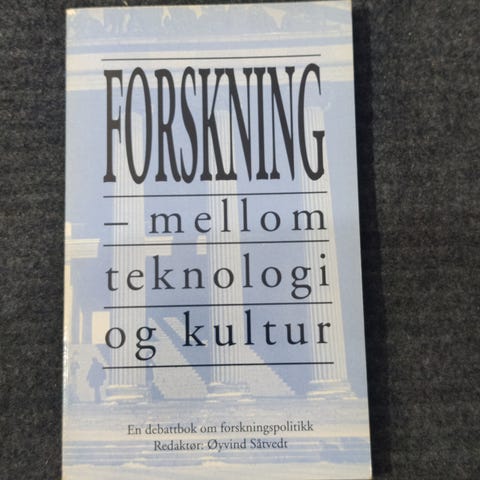 FORSKNING
– mellom
teknologi
og kultur
En debattbok om forskningspolitikk
Redaktør: Øyvind Såtvedt